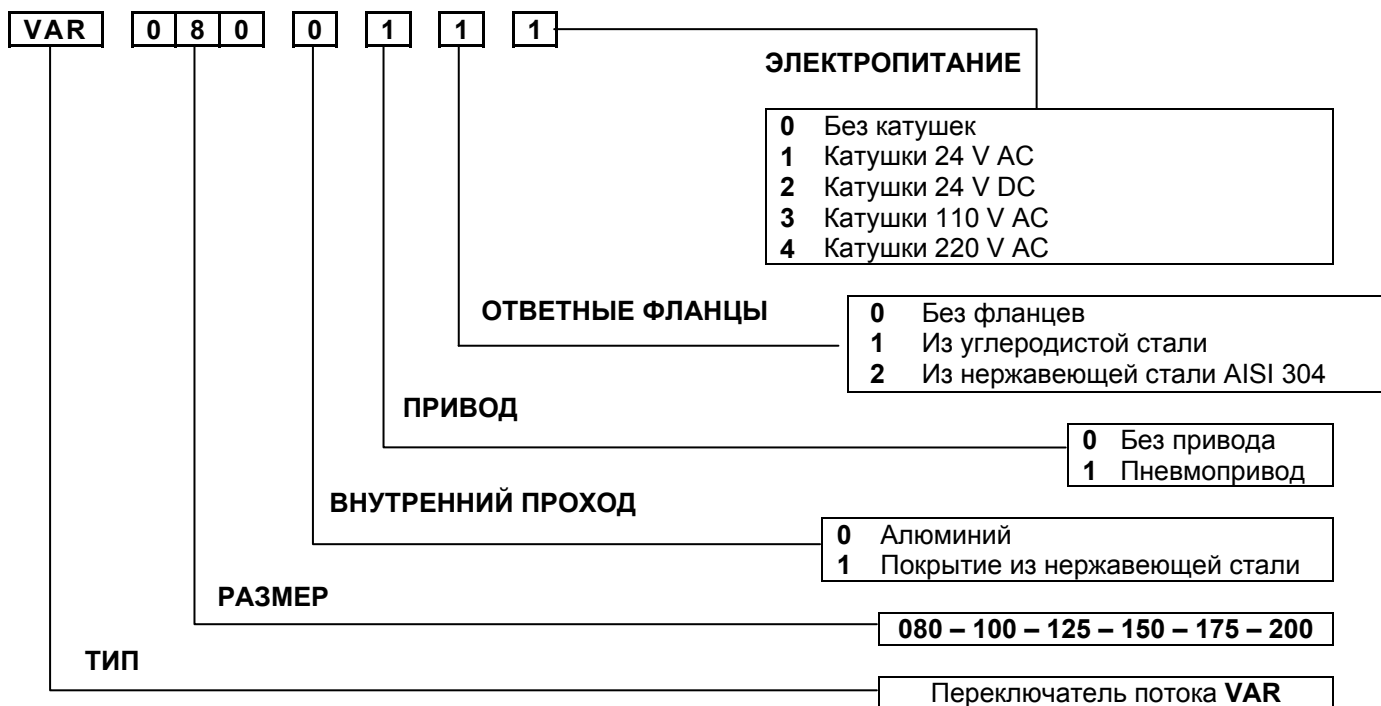 VAR 0 8 0 0 1 1 1
ЭЛЕКТРОПИТАНИЕ
0 Без катушек
1 Катушки 24 V AC
2 Катушки 24 V DC
3 Катушки 110 V AC
4 Катушки 220 V AC
ОТВЕТНЫЕ ФЛАНЦЫ
0 Без фланцев
1 Из углеродистой стали
2 Из нержавеющей стали AISI 304
ПРИВОД
0 Без привода
1 Пневмопривод
ВНУТРЕННИЙ ПРОХОД
0 Алюминий
1 Покрытие из нержавеющей стали
РАЗМЕР
080 – 100 – 125 – 150 – 175 – 200
ТИП
Переключатель потока VAR